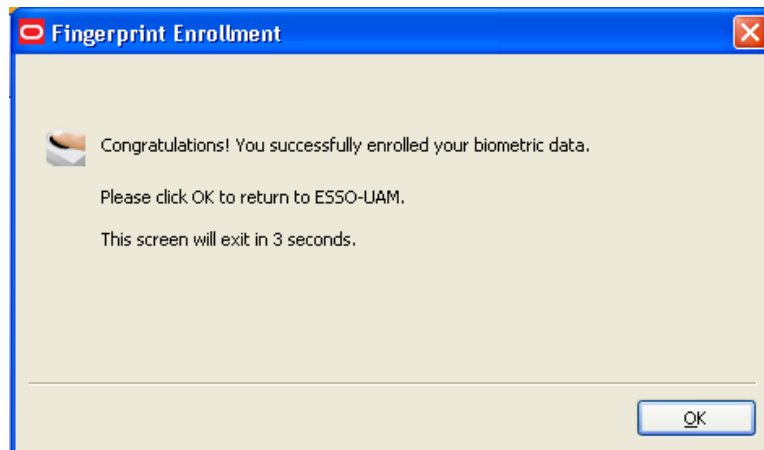 Fingerprint Enrollment
Congratulations! You successfully enrolled your biometric data.
Please click OK to return to ESSO-UAM.
This screen will exit in 3 seconds.
OK